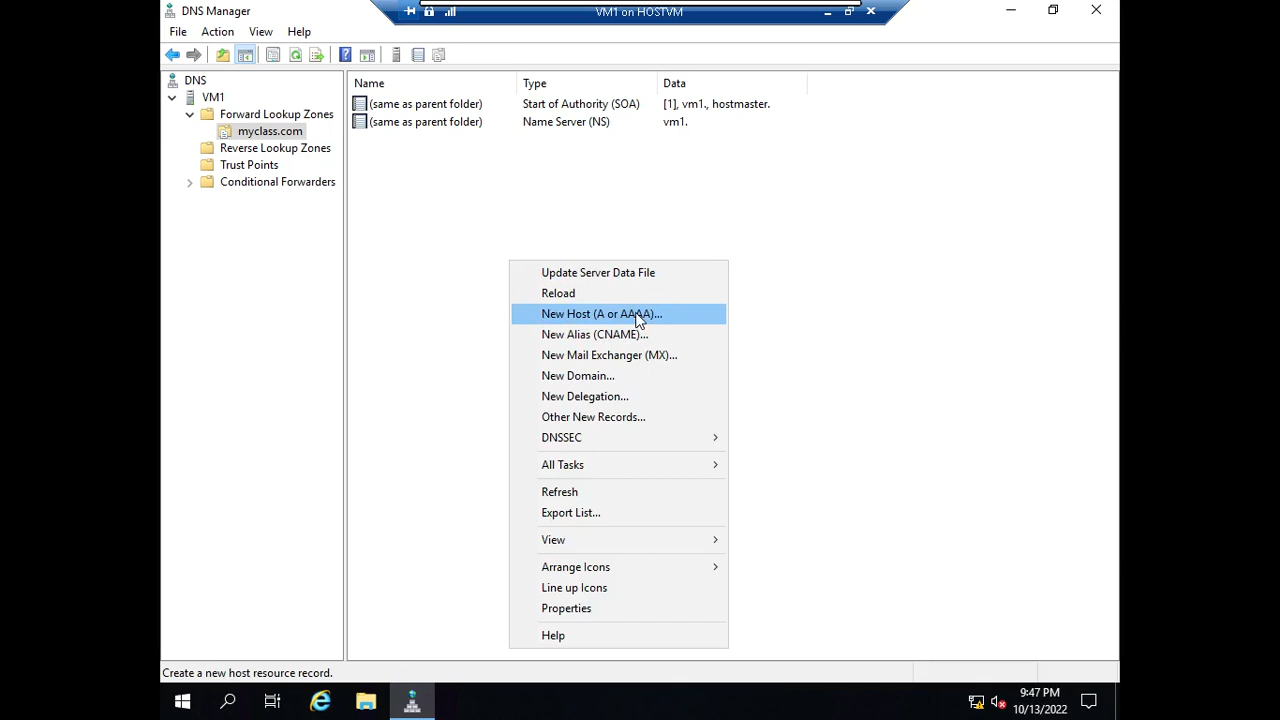 DNS Manager
VM1 on HOSTVM
File Action View Help
DNS
VM1
Forward Lookup Zones
myclass.com
Reverse Lookup Zones
Trust Points
Conditional Forwarders
Name Type Data
(same as parent folder) Start of Authority (SOA) [1], vm1., hostmaster.
(same as parent folder) Name Server (NS) vm1.
Update Server Data File
Reload
New Host (A or AAAA)...
New Alias (CNAME)...
New Mail Exchanger (MX)...
New Domain...
New Delegation...
Other New Records...
DNSSEC
All Tasks
Refresh
Export List...
View
Arrange Icons
Line up Icons
Properties
Help
Create a new host resource record.
9:47 PM
10/13/2022